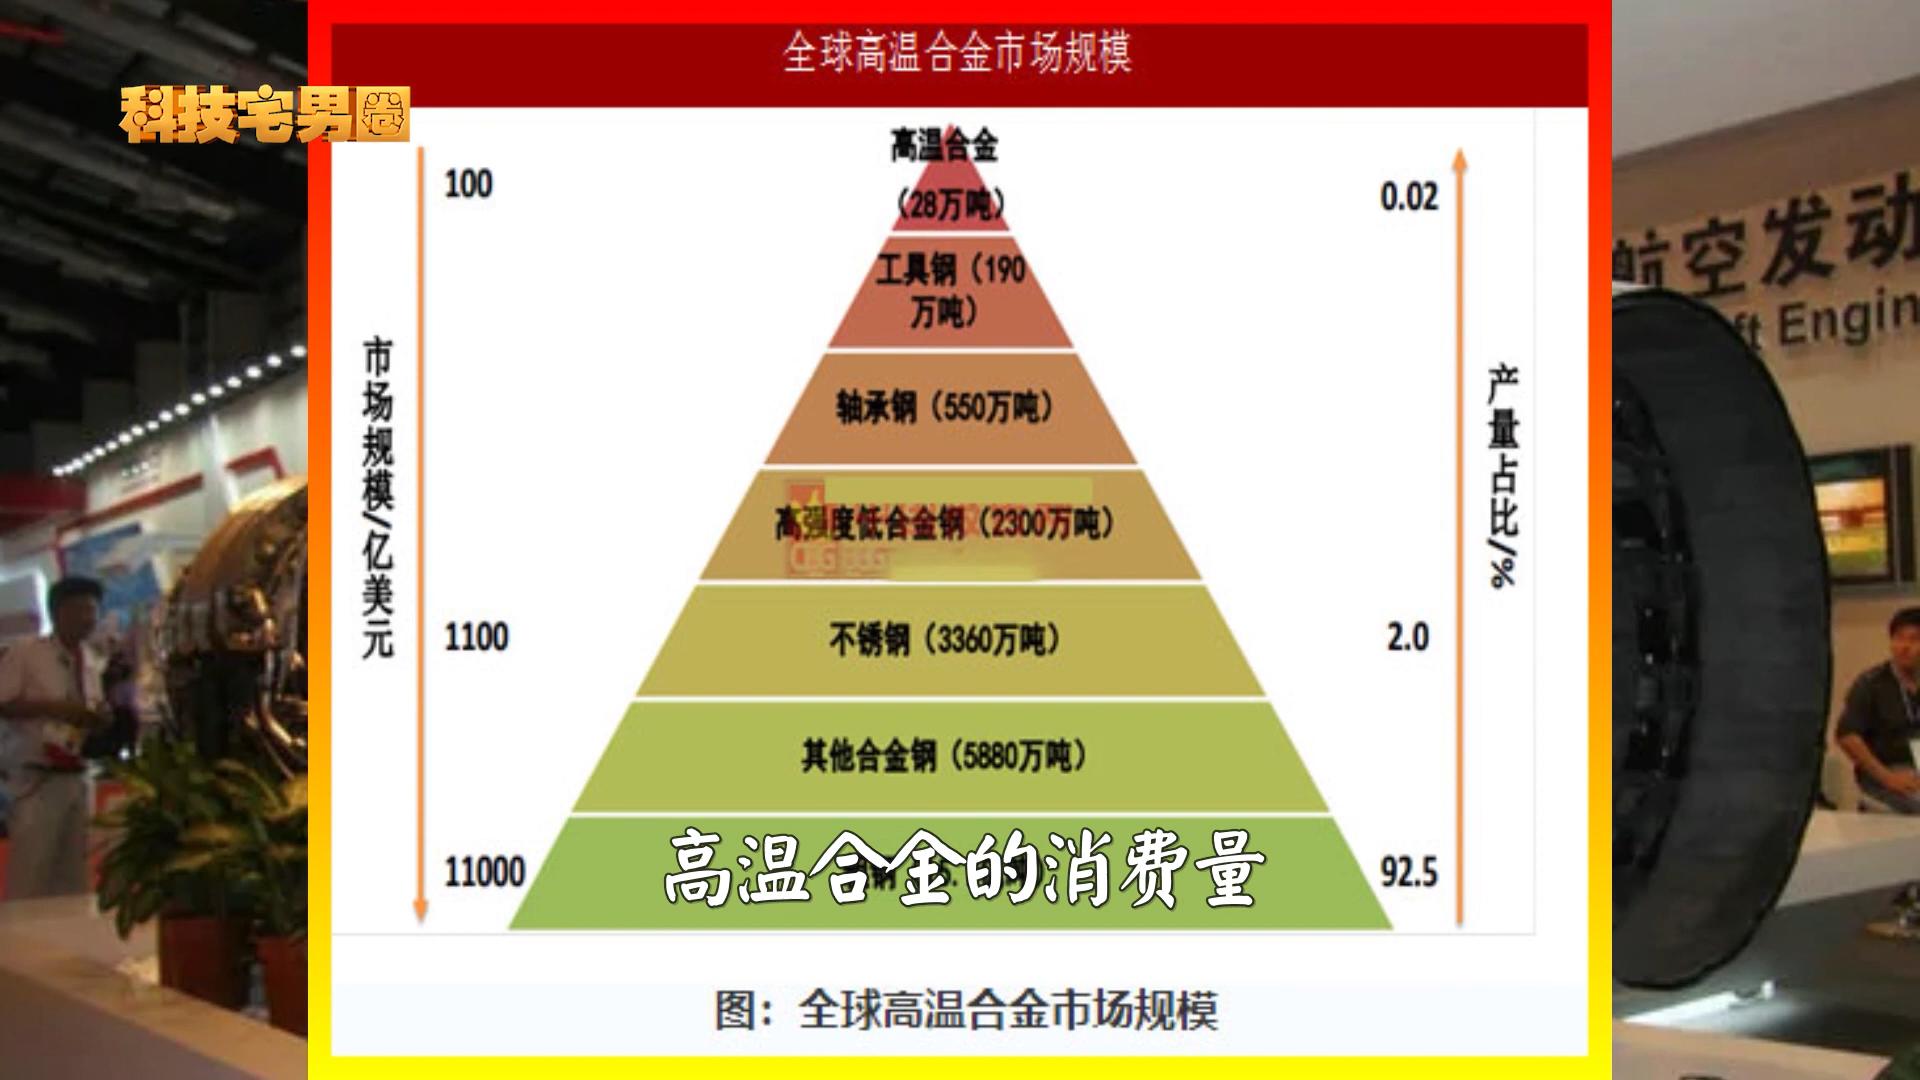 全球高温合金市场规模
科技宅男圈
高温合金
(28万吨)
100
0.02
工具钢（190
万吨）
轴承钢（550万吨）
高强度低合金钢（2300万吨）
不锈钢（3360万吨）
1100
2.0
其他合金钢（5880万吨）
11000
92.5
市场规模/亿美元
产量占比/%
高温合金的消费量
图：全球高温合金市场规模
航空发动
ft Engin